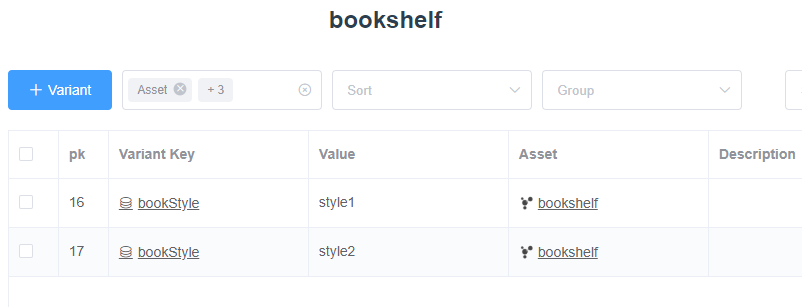 bookshelf
+ Variant
Asset
+ 3
Sort
Group
pk Variant Key Value Asset Description
16 bookStyle style1 bookshelf
17 bookStyle style2 bookshelf